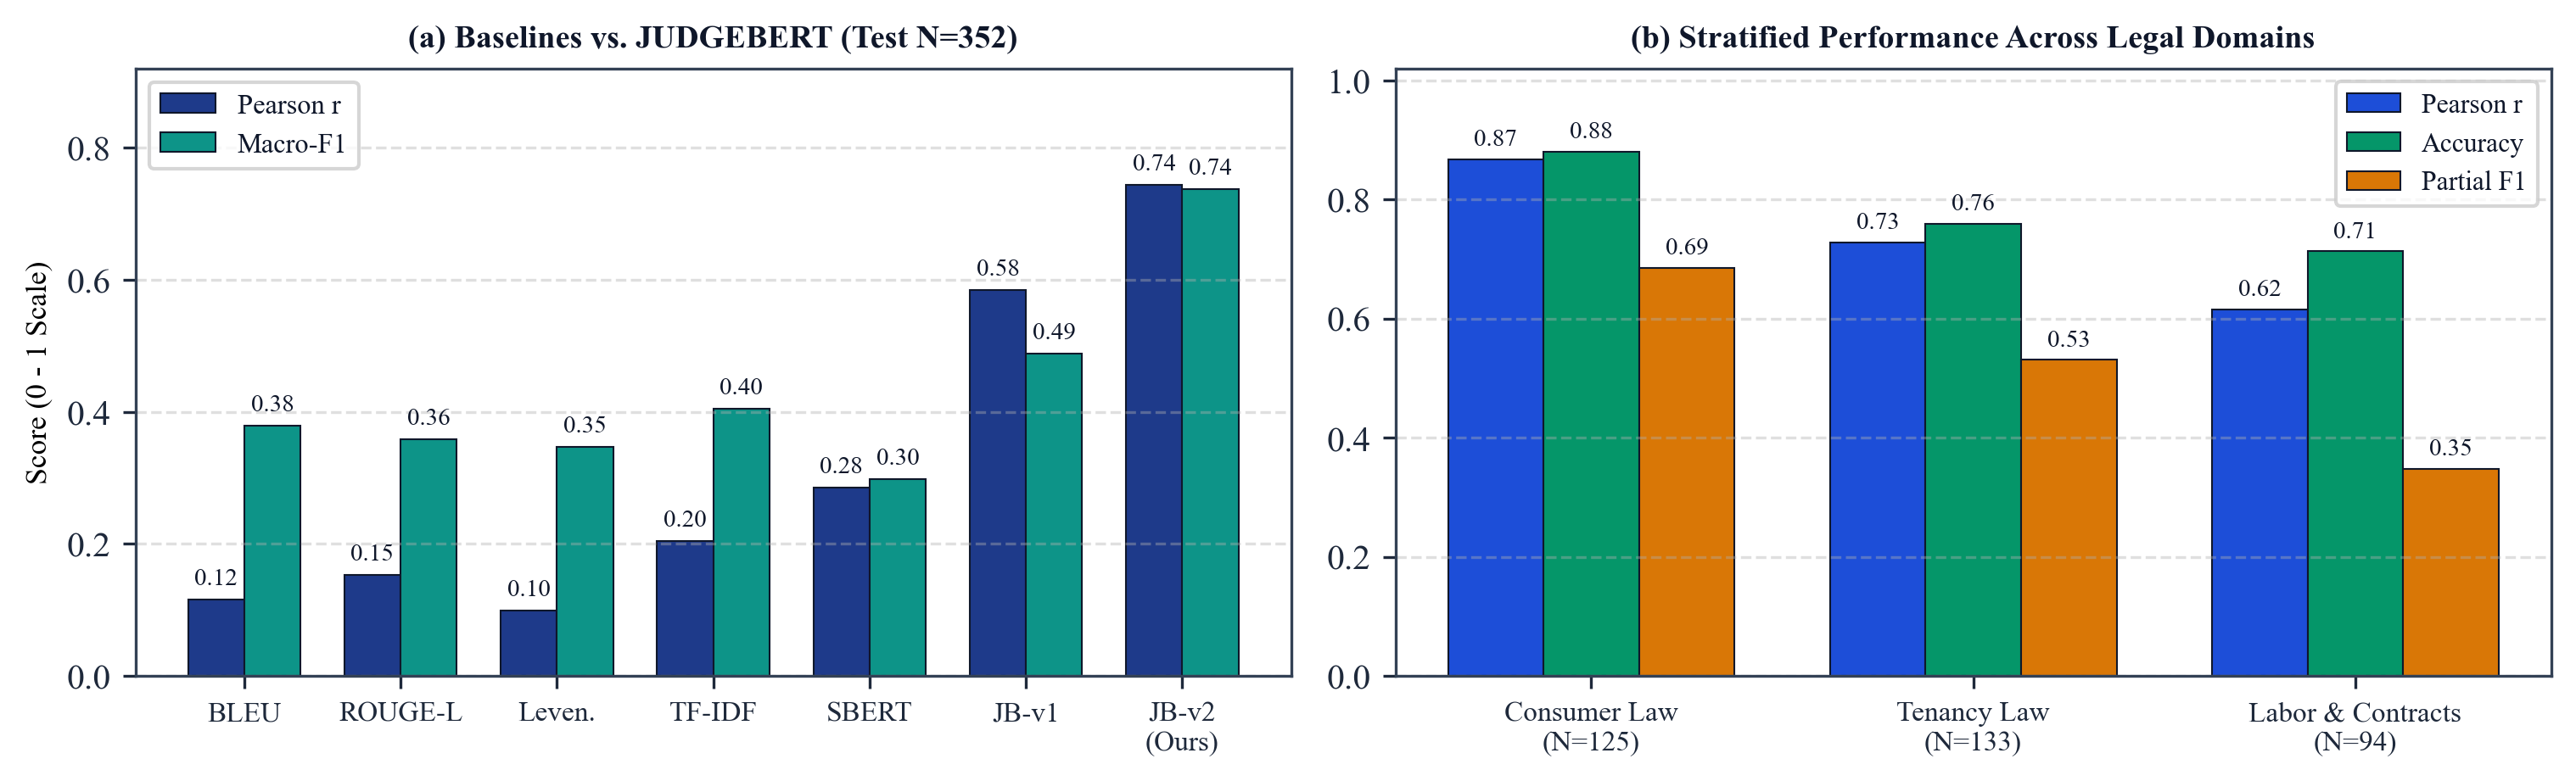 (a) Baselines vs. JUDGEBERT (Test N=352)
Pearson r
Macro-F1
Score (0 - 1 Scale)
0.8
0.6
0.4
0.2
0.0
0.12
0.38
0.15
0.36
0.10
0.35
0.20
0.40
0.28
0.30
0.58
0.49
0.74
0.74
BLEU
ROUGE-L
Leven.
TF-IDF
SBERT
JB-v1
JB-v2
(Ours)
(b) Stratified Performance Across Legal Domains
Pearson r
Accuracy
Partial F1
1.0
0.8
0.6
0.4
0.2
0.0
0.87
0.88
0.69
0.73
0.76
0.53
0.62
0.71
0.35
Consumer Law
(N=125)
Tenancy Law
(N=133)
Labor & Contracts
(N=94)